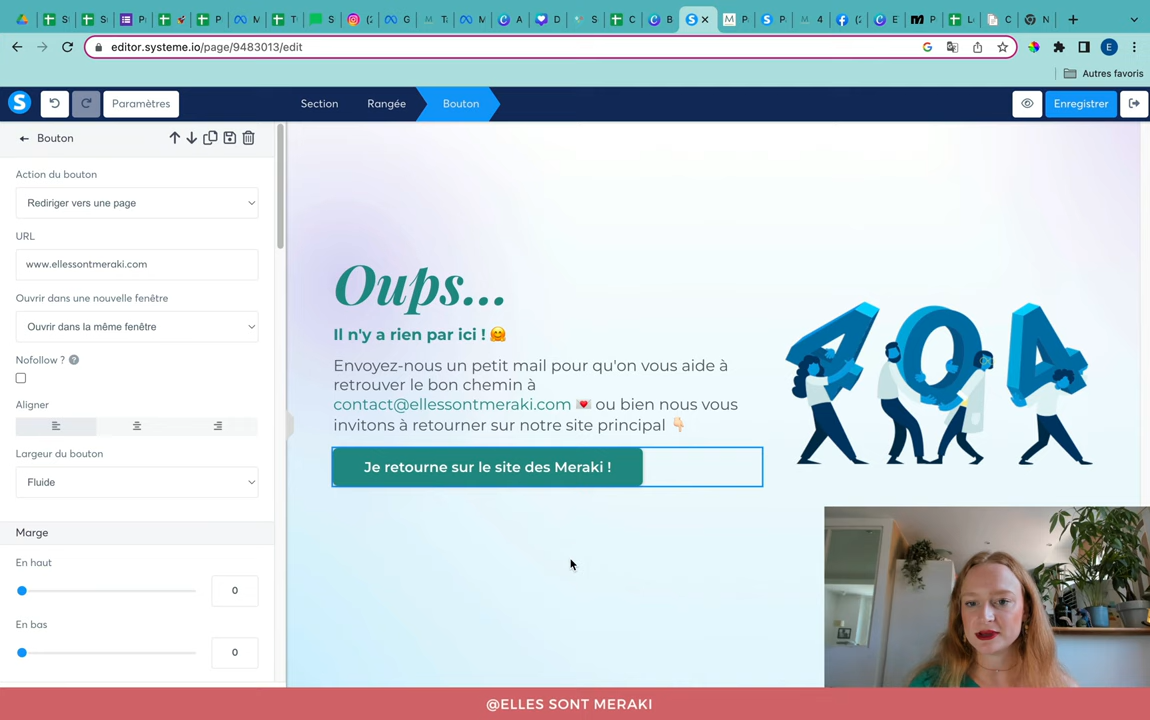 S
S
P
P
M
T
S
(2
G
T
M
A
D
S
C
B
S
P
P
4
(2
E
P
L
C
N
editor.systeme.io/page/9483013/edit
E
Autres favoris
S
Paramètres
Section
Rangée
Bouton
Enregistrer
Bouton
Action du bouton
Rediriger vers une page
URL
www.ellessontmeraki.com
Ouvrir dans une nouvelle fenêtre
Ouvrir dans la même fenêtre
Nofollow ? ?
Aligner
Largeur du bouton
Fluide
Marge
En haut
0
En bas
0
Oups...
Il n'y a rien par ici ! 🤗
Envoyez-nous un petit mail pour qu'on vous aide à
retrouver le bon chemin à
contact@ellessontmeraki.com 💌 ou bien nous vous
invitons à retourner sur notre site principal 👇🏻
Je retourne sur le site des Meraki !
404
@ELLES SONT MERAKI